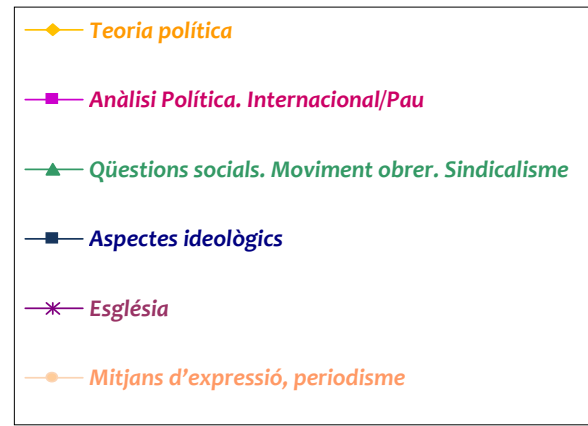 Teoria política
Anàlisi Política. Internacional/Pau
Qüestions socials. Moviment obrer. Sindicalisme
Aspectes ideològics
Església
Mitjans d’expressió, periodisme